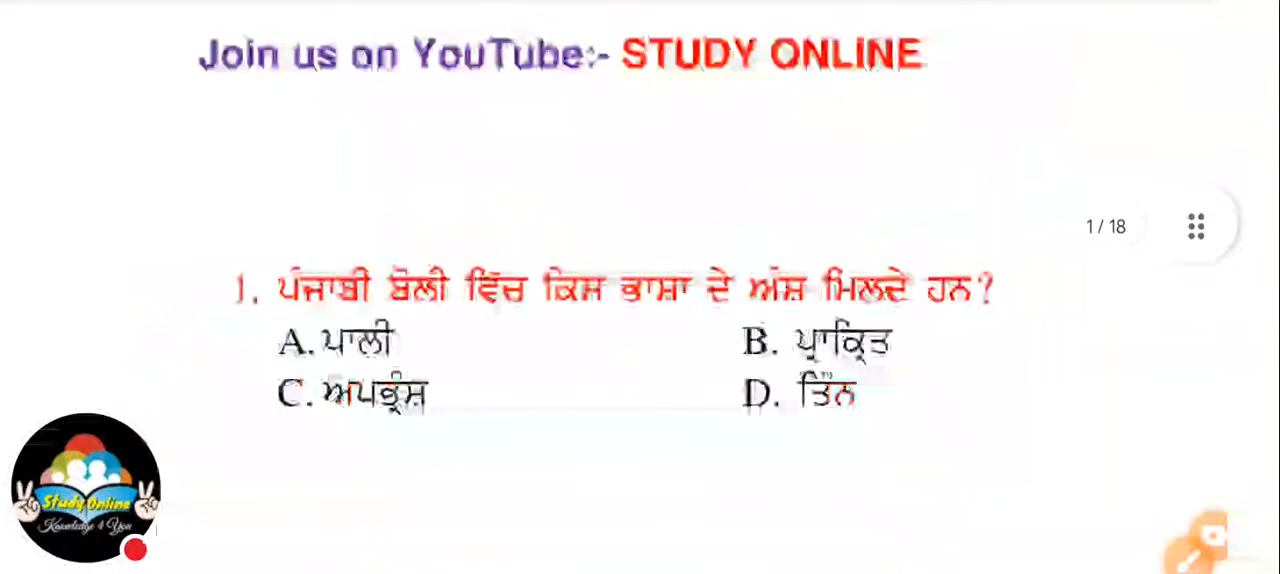 Join us on YouTube:- STUDY ONLINE
1 / 18
1. ਪੰਜਾਬੀ ਬੋਲੀ ਵਿੱਚ ਕਿਸ ਭਾਸ਼ਾ ਦੇ ਅੰਸ਼ ਮਿਲਦੇ ਹਨ?
A. ਪਾਲੀ B. ਪ੍ਰਾਕ੍ਰਿਤ
C. ਅਪਭ੍ਰੰਸ਼ D. ਤਿੰਨ
Study Online
Knowledge 4 You